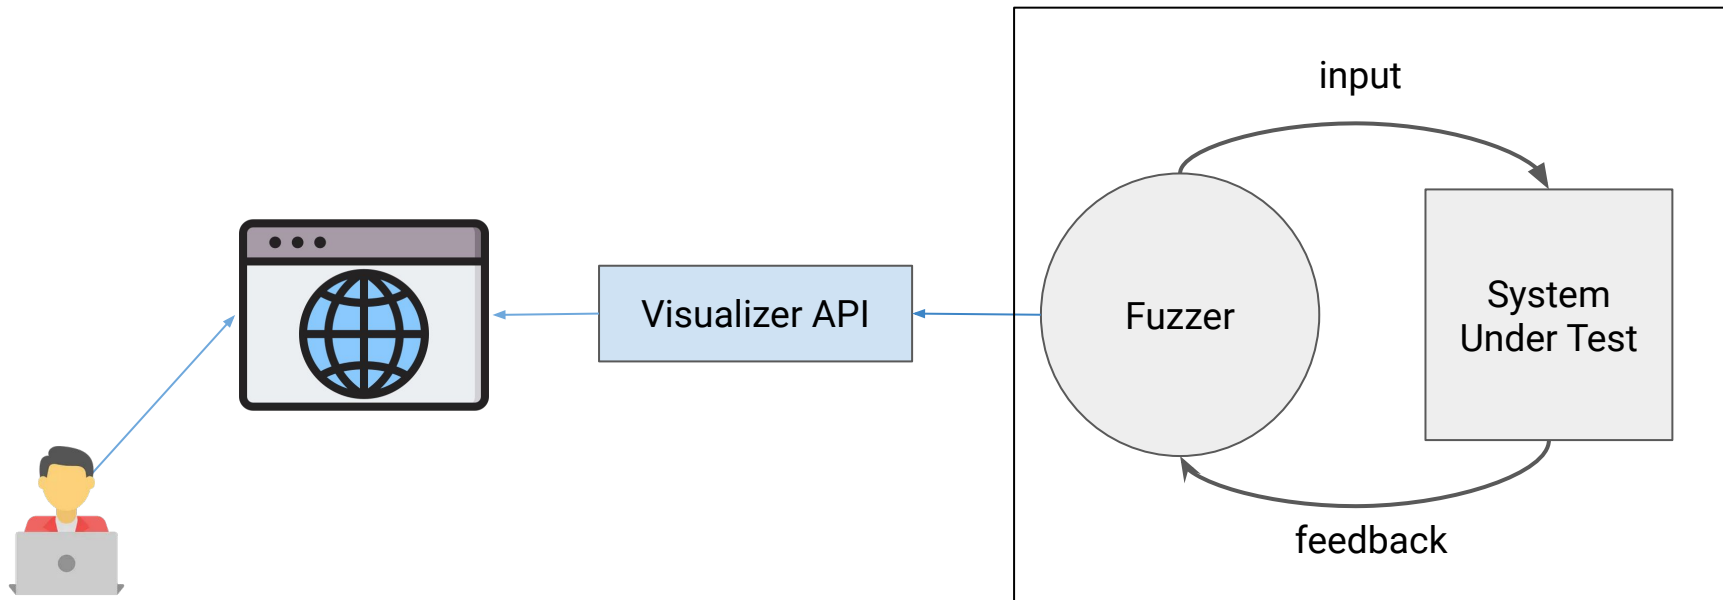 input
Visualizer API
Fuzzer
System
Under Test
feedback